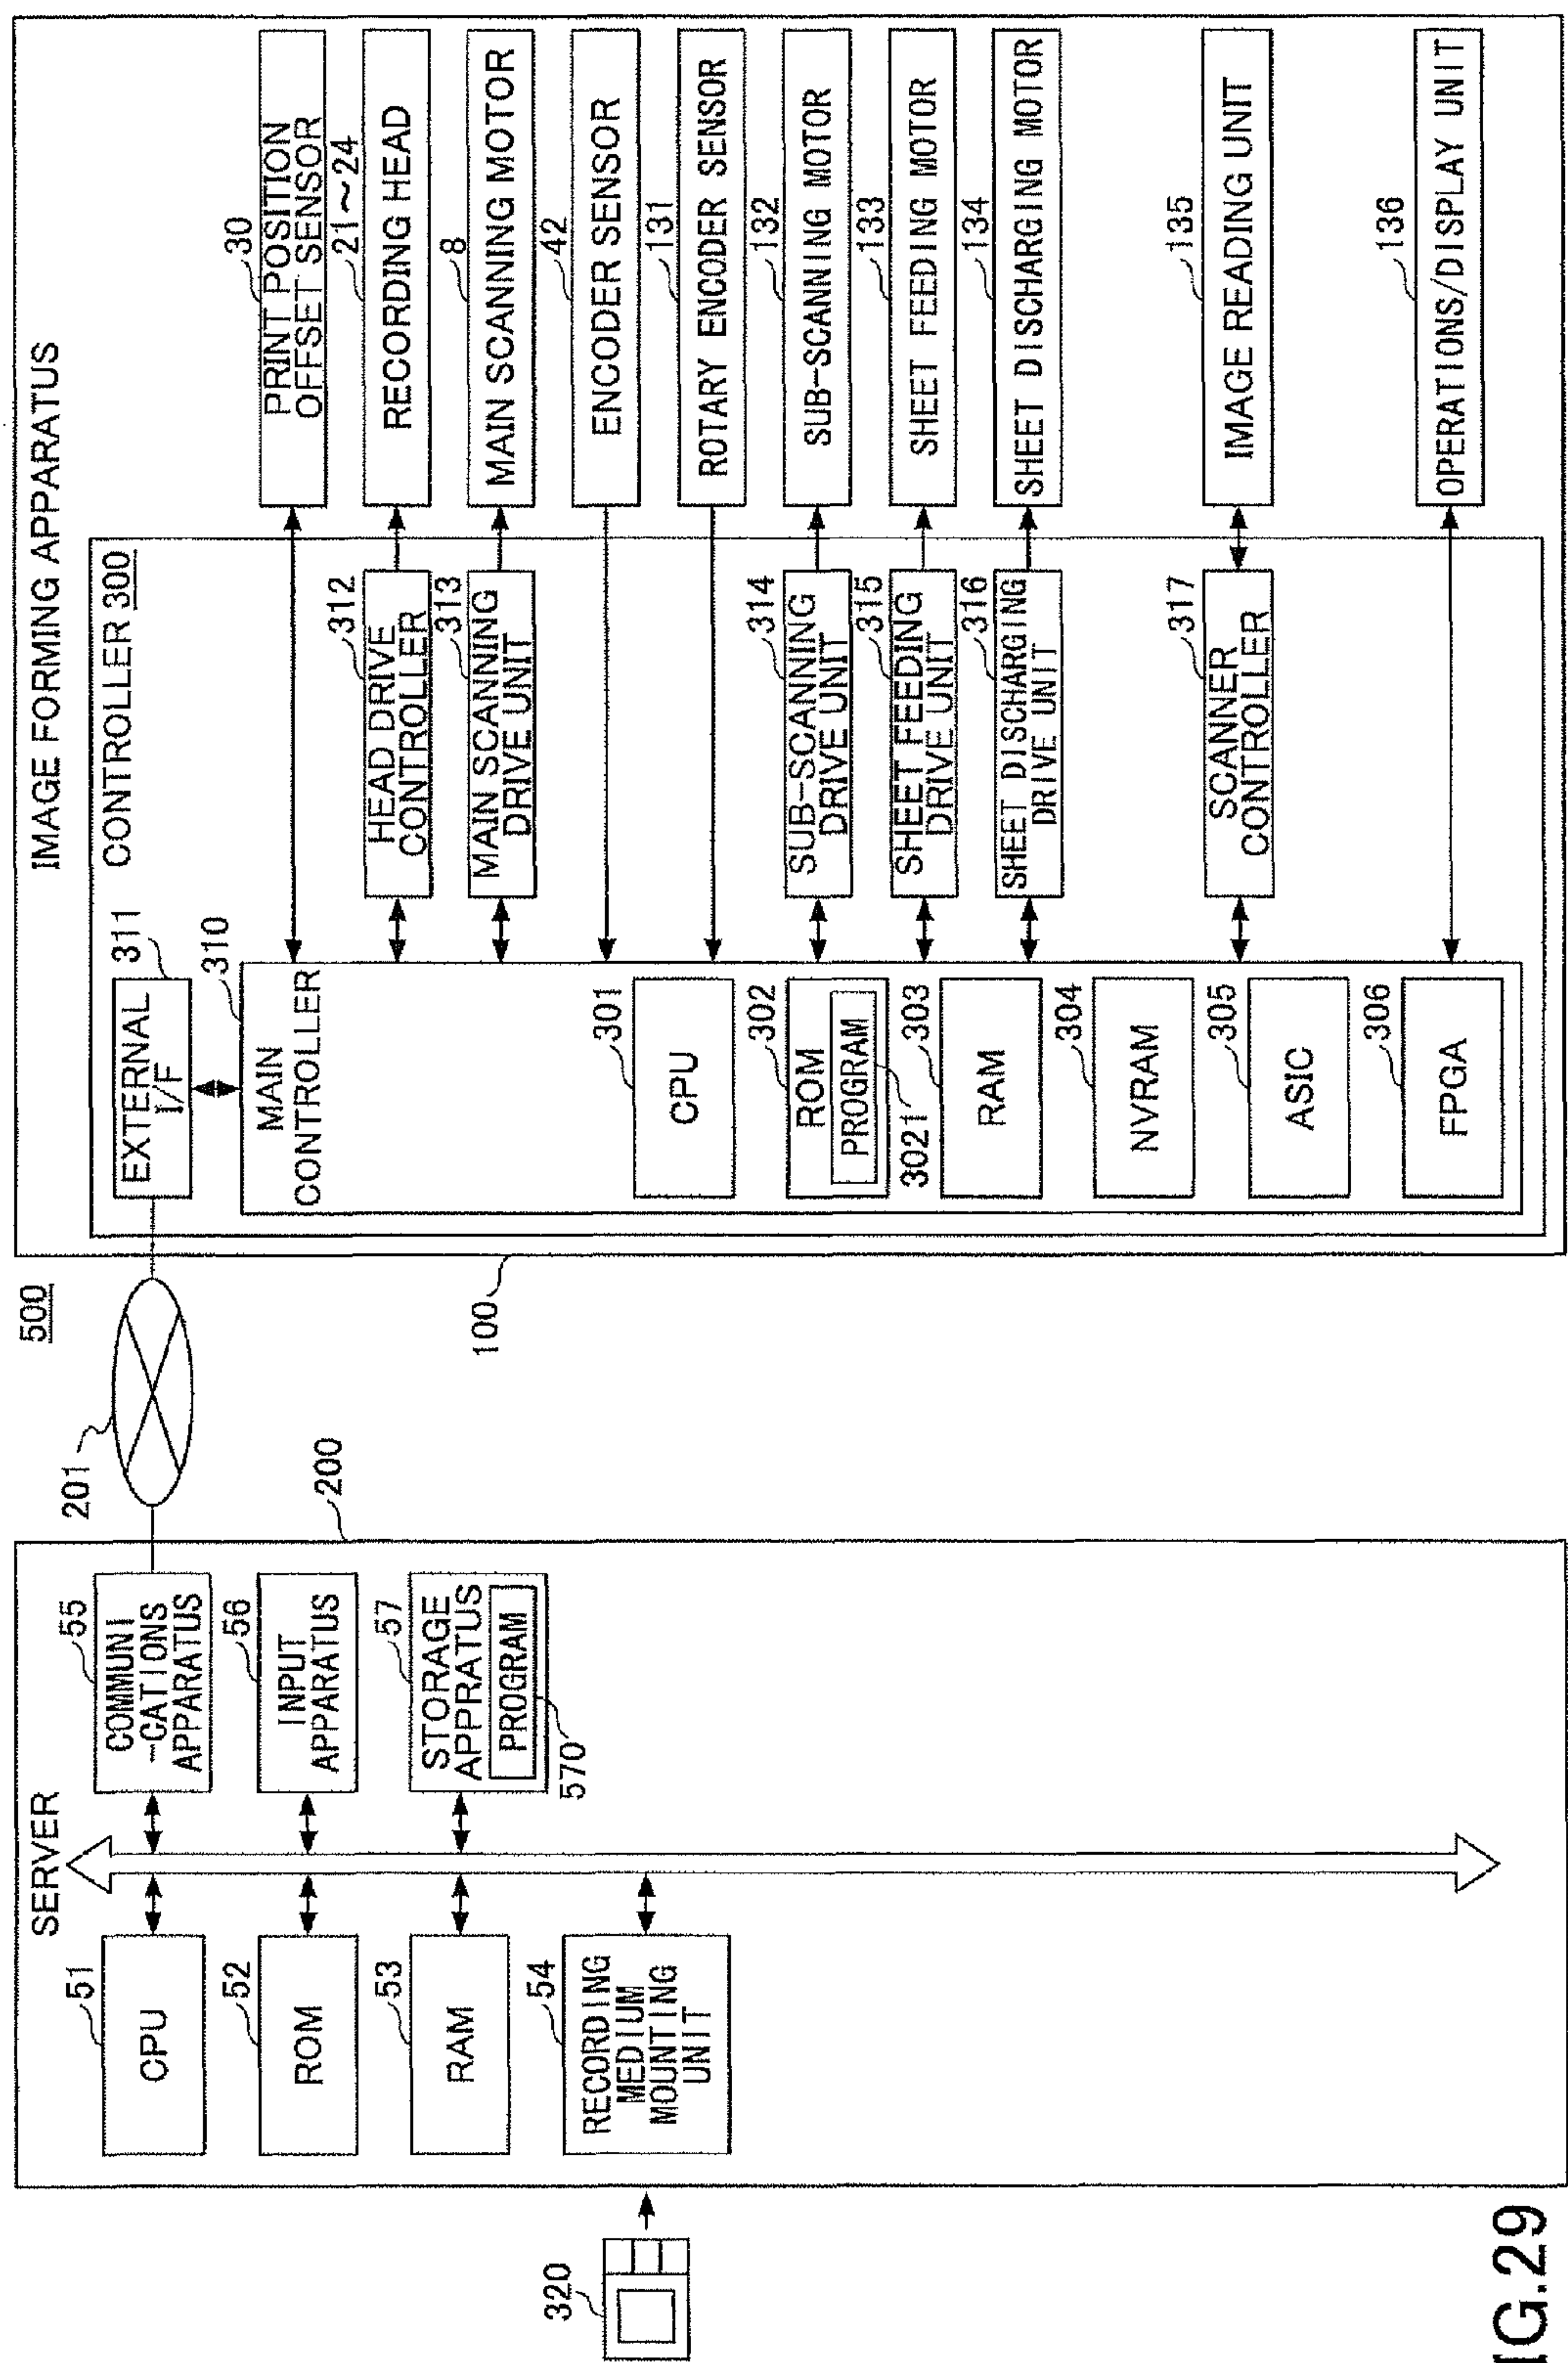 500
SERVER
200
51
CPU
52
ROM
53
RAM
54
RECORDING
MEDIUM
MOUNTING
UNIT
320
55
COMMUNI
-CATIONS
APPARATUS
56
INPUT
APPARATUS
57
STORAGE
APPRATUS
PROGRAM
570
201
IMAGE FORMING APPARATUS
100
CONTROLLER 300
EXTERNAL
I/F
311
310
MAIN
CONTROLLER
301
CPU
302
ROM
PROGRAM
3021
303
RAM
304
NVRAM
305
ASIC
306
FPGA
312
HEAD DRIVE
CONTROLLER
313
MAIN SCANNING
DRIVE UNIT
314
SUB-SCANNING
DRIVE UNIT
315
SHEET FEEDING
DRIVE UNIT
316
SHEET DISCHARGING
DRIVE UNIT
317
SCANNER
CONTROLLER
30
PRINT POSITION
OFFSET SENSOR
21~24
RECORDING HEAD
8
MAIN SCANNING MOTOR
42
ENCODER SENSOR
131
ROTARY ENCODER SENSOR
132
SUB-SCANNING MOTOR
133
SHEET FEEDING MOTOR
134
SHEET DISCHARGING MOTOR
135
IMAGE READING UNIT
136
OPERATIONS/DISPLAY UNIT
IG.29